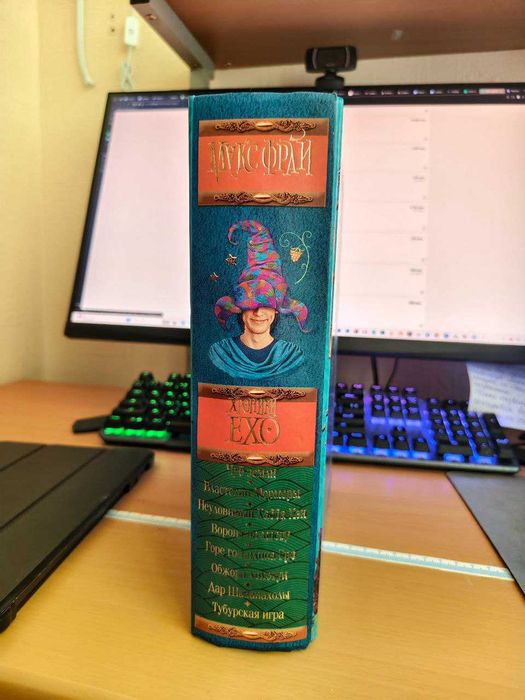 МАКС ФРАЙ
ХРОНИКИ
ЕХО
Чуб земли
Властелин Морморы
Неуловимый Хабба Хэн
Ворона на мосту
Горе господина Гро
Обжора-хохотун
Дар Шаванахолы
Тубурская игра